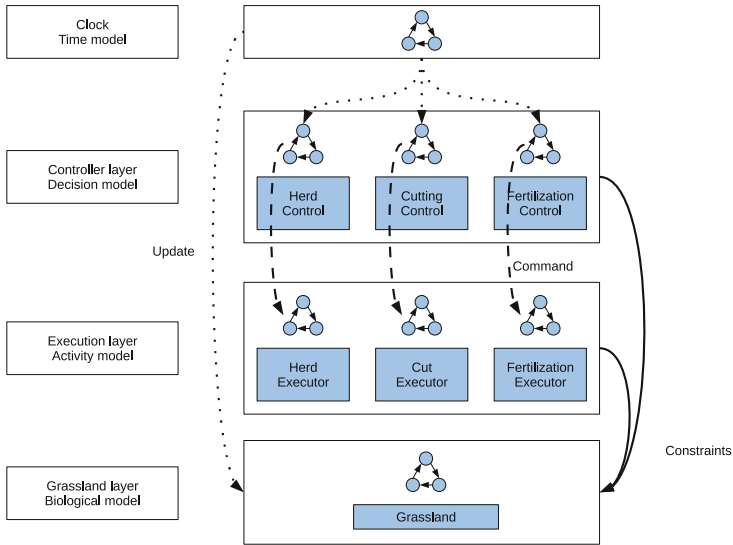 Clock
Time model
Controller layer
Decision model
Herd
Control
Cutting
Control
Fertilization
Control
Update
Command
Execution layer
Activity model
Herd
Executor
Cut
Executor
Fertilization
Executor
Constraints
Grassland layer
Biological model
Grassland